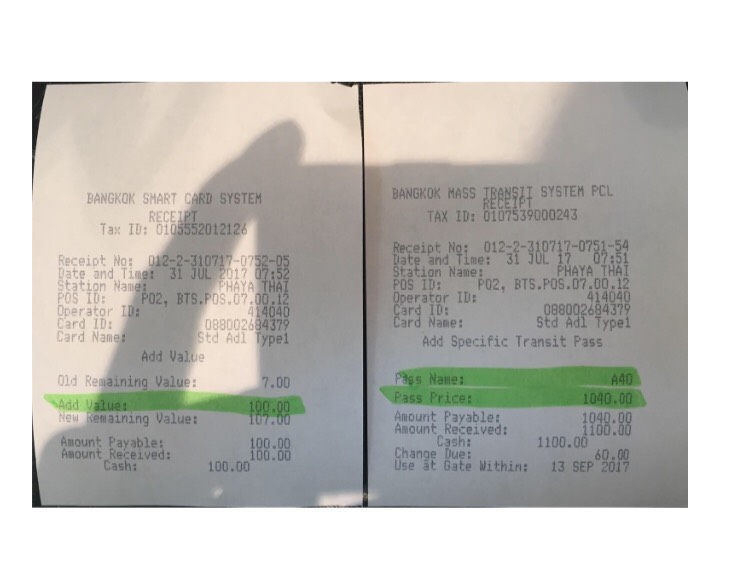 BANGKOK SMART CARD SYSTEM
RECEIPT
Tax ID: 0105552012126
Receipt No: 012-2-310717-0752-05
Date and Time: 31 JUL 2017 07:52
Station Name: PHAYA THAI
POS ID: P02, BTS.POS.07.00.12
Operator ID: 414040
Card ID: 088002684379
Card Name: Std Adl Type1
Add Value
Old Remaining Value: 7.00
Add Value: 100.00
New Remaining Value: 107.00
Amount Payable: 100.00
Amount Received: 100.00
Cash: 100.00
BANGKOK MASS TRANSIT SYSTEM PCL
RECEIPT
TAX ID: 0107539000243
Receipt No: 012-2-310717-0751-54
Date and Time: 31 JUL 17 07:51
Station Name: PHAYA THAI
POS ID: P02, BTS.POS.07.00.12
Operator ID: 414040
Card ID: 088002684379
Card Name: Std Adl Type1
Add Specific Transit Pass
Pass Name: A40
Pass Price: 1040.00
Amount Payable: 1040.00
Amount Received: 1100.00
Cash: 1100.00
Change Due: 60.00
Use at Gate Within: 13 SEP 2017